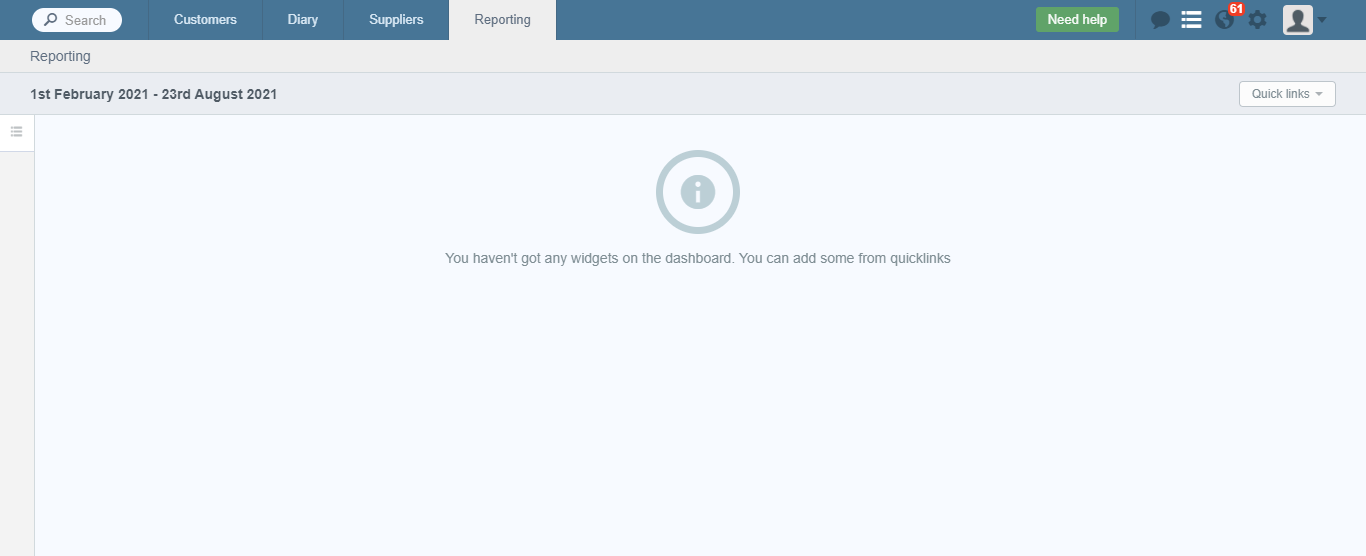 Search
Customers
Diary
Suppliers
Reporting
Need help
61
Reporting
1st February 2021 - 23rd August 2021
Quick links
You haven't got any widgets on the dashboard. You can add some from quicklinks